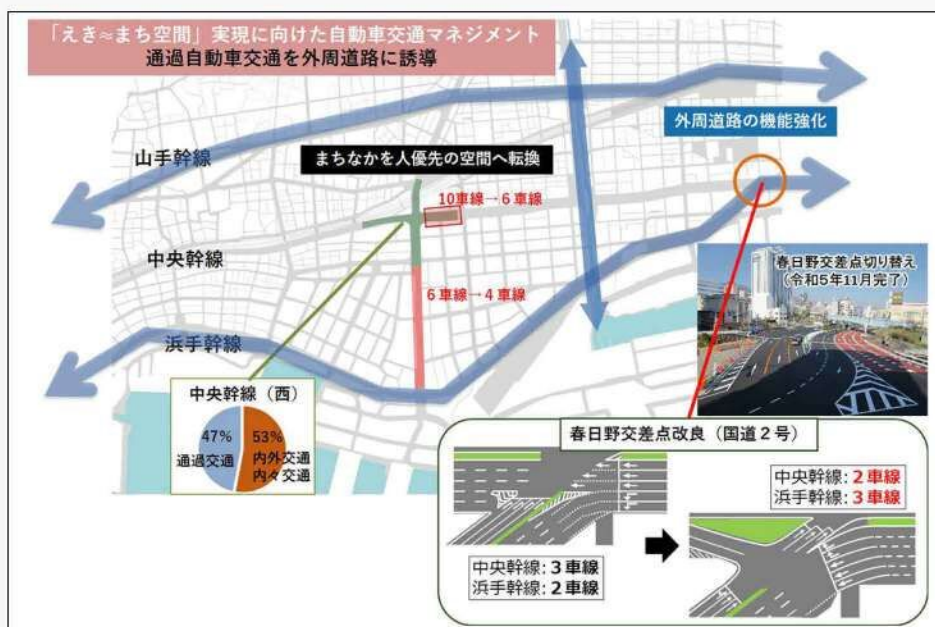 「えき≈まち空間」実現に向けた自動車交通マネジメント
通過自動車交通を外周道路に誘導
外周道路の機能強化
山手幹線
まちなかを人優先の空間へ転換
10車線→6車線
中央幹線
春日野交差点切り替え
(令和5年11月完了)
6車線→4車線
浜手幹線
中央幹線(西)
47%
通過交通
53%
内外交通
内々交通
春日野交差点改良(国道2号)
中央幹線:2車線
浜手幹線:3車線
中央幹線:3車線
浜手幹線:2車線